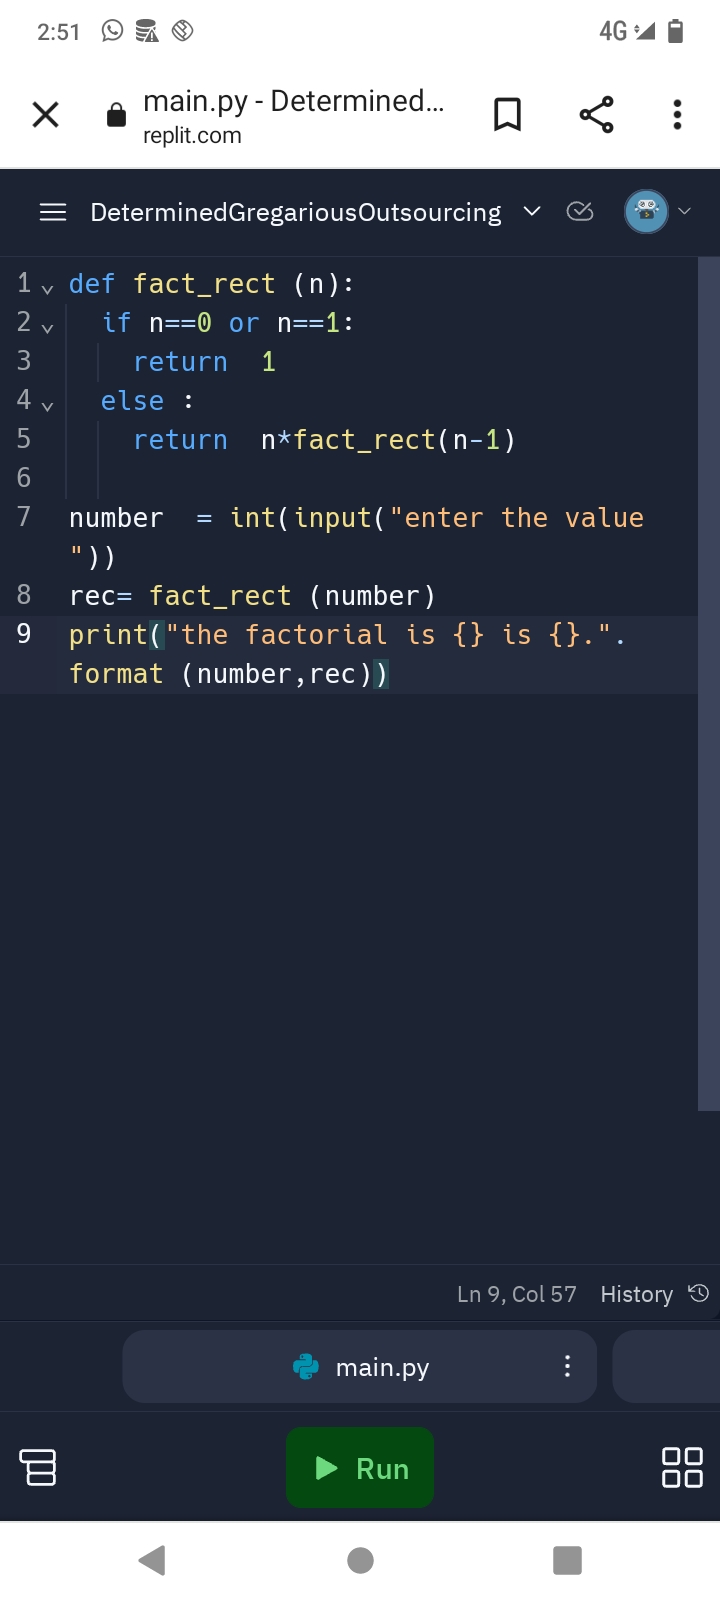 2:51 4G
main.py - Determined...
replit.com
DeterminedGregariousOutsourcing
1 def fact_rect (n):
2 if n==0 or n==1:
3 return  1
4 else :
5 return  n*fact_rect(n-1)
6
7 number  = int(input("enter the value
"))
8 rec= fact_rect (number)
9 print("the factorial is {} is {}.".
format (number,rec))
Ln 9, Col 57 History
main.py
Run